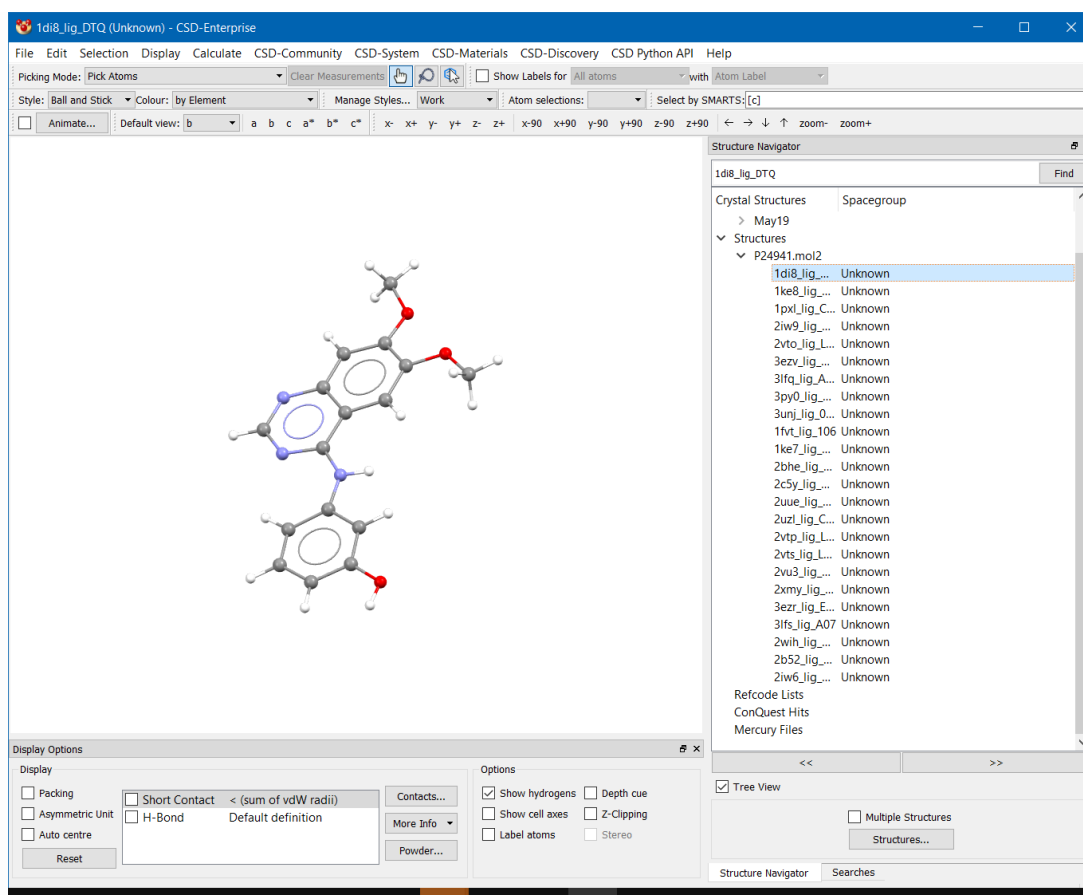 1di8_lig_DTQ (Unknown) - CSD-Enterprise
File Edit Selection Display Calculate CSD-Community CSD-System CSD-Materials CSD-Discovery CSD Python API Help
Picking Mode: Pick Atoms Clear Measurements Show Labels for All atoms with Atom Label
Style: Ball and Stick Colour: by Element Manage Styles... Work Atom selections: Select by SMARTS: [c]
Animate... Default view: b a b c a* b* c* x- x+ y- y+ z- z+ x-90 x+90 y-90 y+90 z-90 z+90 ← → ↓ ↑ zoom- zoom+
Structure Navigator
1di8_lig_DTQ Find
Crystal Structures Spacegroup
May19
Structures
P24941.mol2
1di8_lig_... Unknown
1ke8_lig_... Unknown
1pxl_lig_C... Unknown
2iw9_lig_... Unknown
2vto_lig_L... Unknown
3ezv_lig_... Unknown
3lfq_lig_A... Unknown
3py0_lig_... Unknown
3unj_lig_0... Unknown
1fvt_lig_106 Unknown
1ke7_lig_... Unknown
2bhe_lig_... Unknown
2c5y_lig_... Unknown
2uue_lig_... Unknown
2uzl_lig_C... Unknown
2vtp_lig_L... Unknown
2vts_lig_L... Unknown
2vu3_lig_... Unknown
2xmy_lig_... Unknown
3ezr_lig_E... Unknown
3lfs_lig_A07 Unknown
2wih_lig_... Unknown
2b52_lig_... Unknown
2iw6_lig_... Unknown
Refcode Lists
ConQuest Hits
Mercury Files
<< >>
Tree View
Multiple Structures
Structures...
Structure Navigator Searches
Display Options
Display
Packing
Asymmetric Unit
Auto centre
Reset
Short Contact < (sum of vdW radii)
H-Bond Default definition
Contacts...
More Info
Powder...
Options
Show hydrogens Depth cue
Show cell axes Z-Clipping
Label atoms Stereo